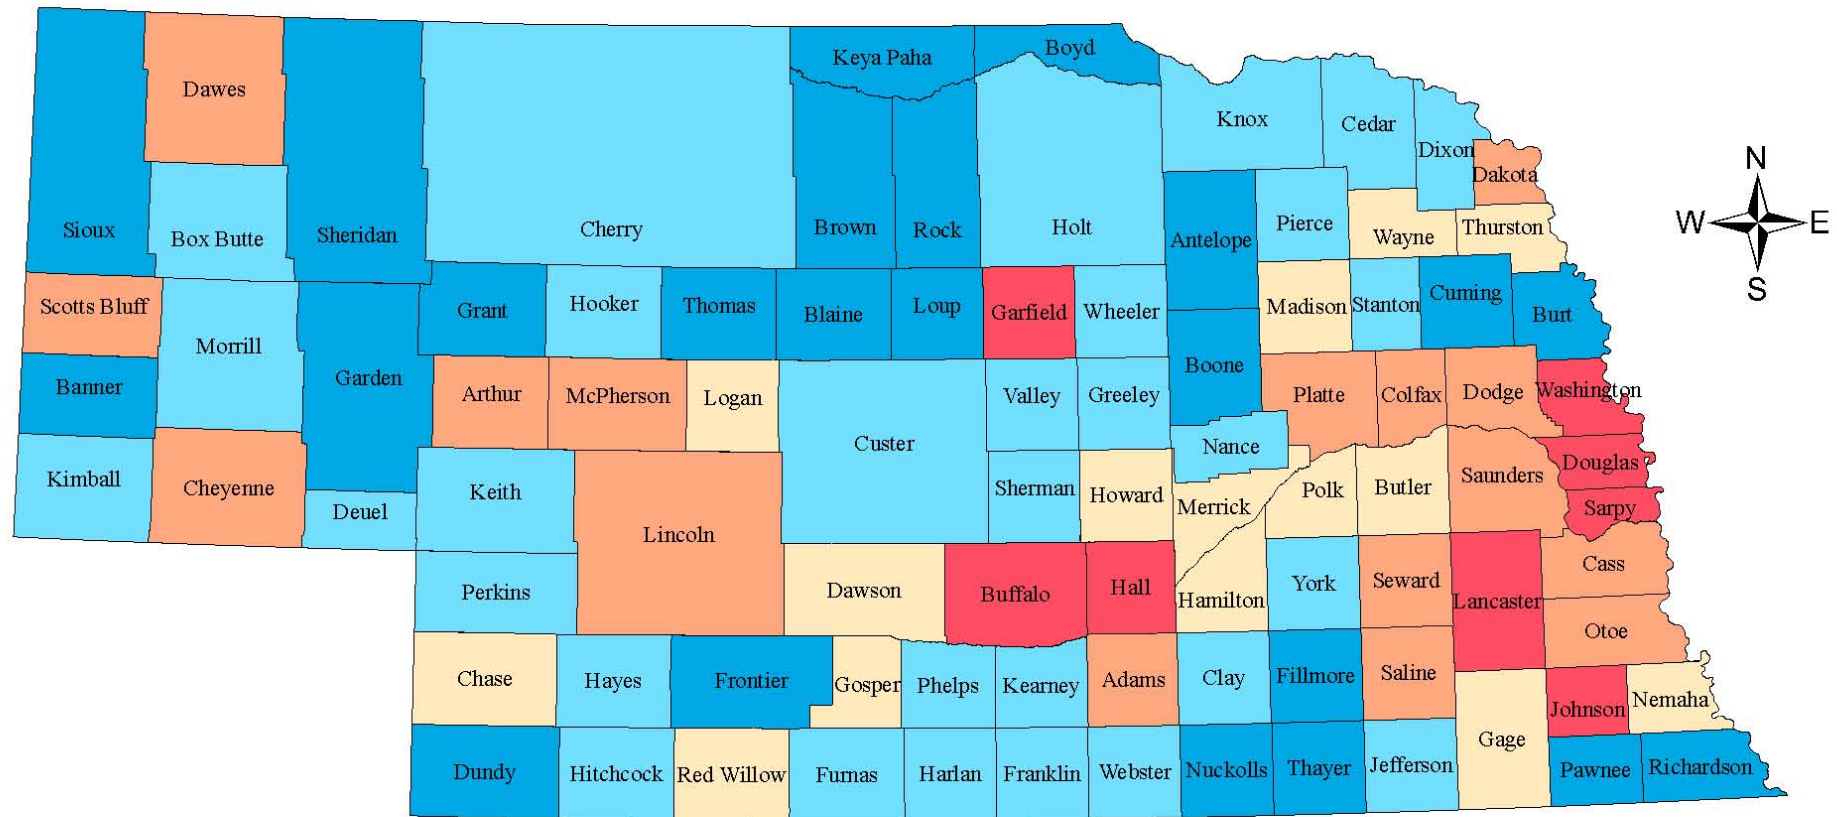 Keya Paha
Boyd
Dawes
Knox
Cedar
Dixon
Dakota
N
W
E
S
Sioux
Box Butte
Sheridan
Cherry
Brown
Rock
Holt
Antelope
Pierce
Wayne
Thurston
Scotts Bluff
Morrill
Grant
Hooker
Thomas
Blaine
Loup
Garfield
Wheeler
Madison
Stanton
Cuming
Burt
Banner
Garden
Arthur
McPherson
Logan
Custer
Valley
Greeley
Boone
Platte
Colfax
Dodge
Washington
Kimball
Cheyenne
Deuel
Keith
Lincoln
Sherman
Howard
Nance
Merrick
Polk
Butler
Saunders
Douglas
Sarpy
Perkins
Dawson
Buffalo
Hall
Hamilton
York
Seward
Lancaster
Cass
Otoe
Chase
Hayes
Frontier
Gosper
Phelps
Kearney
Adams
Clay
Fillmore
Saline
Gage
Johnson
Nemaha
Dundy
Hitchcock
Red Willow
Furnas
Harlan
Franklin
Webster
Nuckolls
Thayer
Jefferson
Pawnee
Richardson